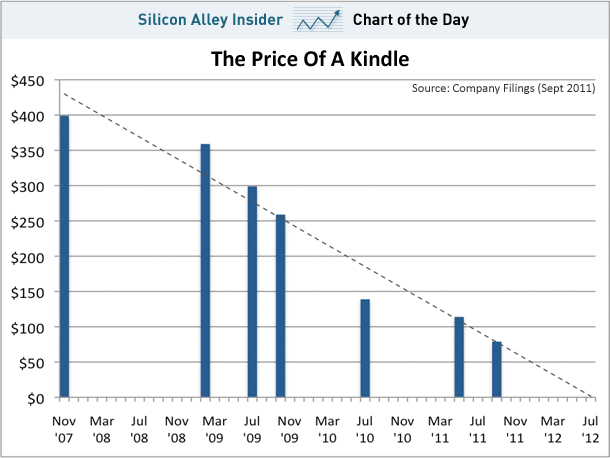 Silicon Alley Insider Chart of the Day
The Price Of A Kindle
Source: Company Filings (Sept 2011)
$450
$400
$350
$300
$250
$200
$150
$100
$50
$0
Nov Mar Jul Nov Mar Jul Nov Mar Jul Nov Mar Jul Nov Mar Jul
'07 '08 '08 '08 '09 '09 '09 '10 '10 '10 '11 '11 '11 '12 '12